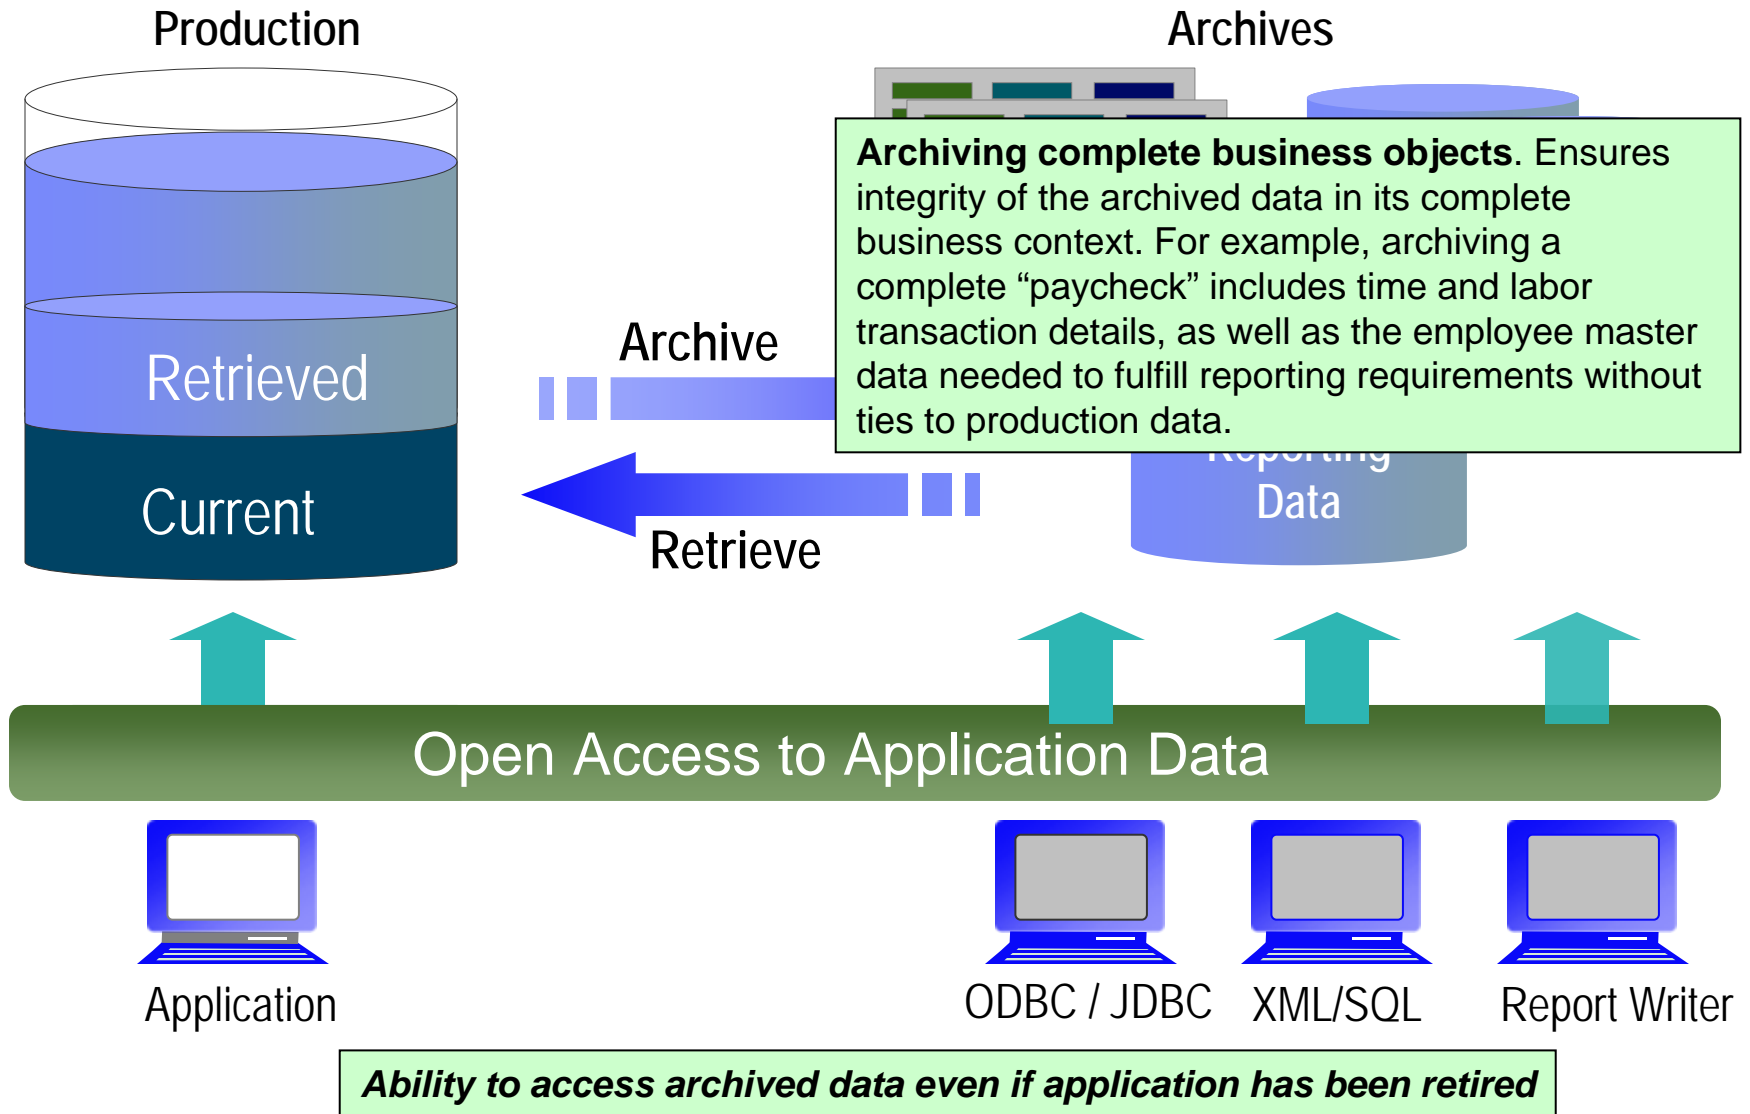 Production
Archives
Archiving complete business objects. Ensures
integrity of the archived data in its complete
business context. For example, archiving a
complete “paycheck” includes time and labor
transaction details, as well as the employee master
data needed to fulfill reporting requirements without
ties to production data.
Archive
Retrieved
Reporting
Data
Current
Retrieve
Open Access to Application Data
Application
ODBC / JDBC
XML/SQL
Report Writer
Ability to access archived data even if application has been retired